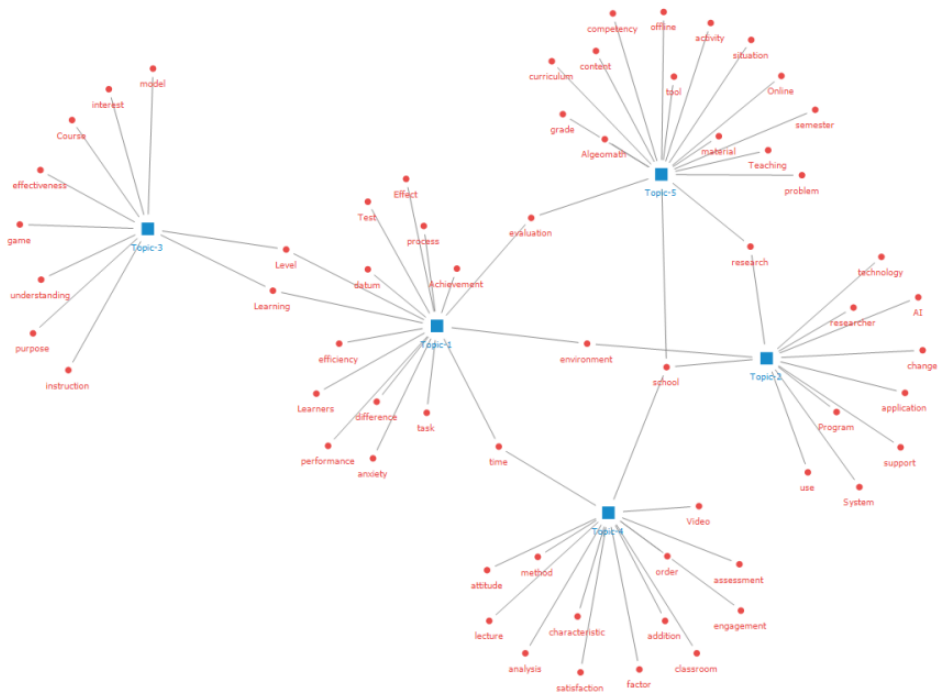 competency
offline
activity
situation
content
curriculum
tool
Online
model
interest
Course
grade
semester
Algeomath
material
Teaching
effectiveness
problem
Effect
Topic-5
Test
game
process
evaluation
Topic-3
Level
research
datum
Achievement
technology
understanding
Learning
AI
researcher
purpose
efficiency
Topic-1
environment
change
instruction
school
Topic-2
Learners
difference
application
task
Program
performance
anxiety
time
support
use
System
Video
Topic-4
attitude
method
order
assessment
lecture
characteristic
addition
engagement
analysis
satisfaction
factor
classroom